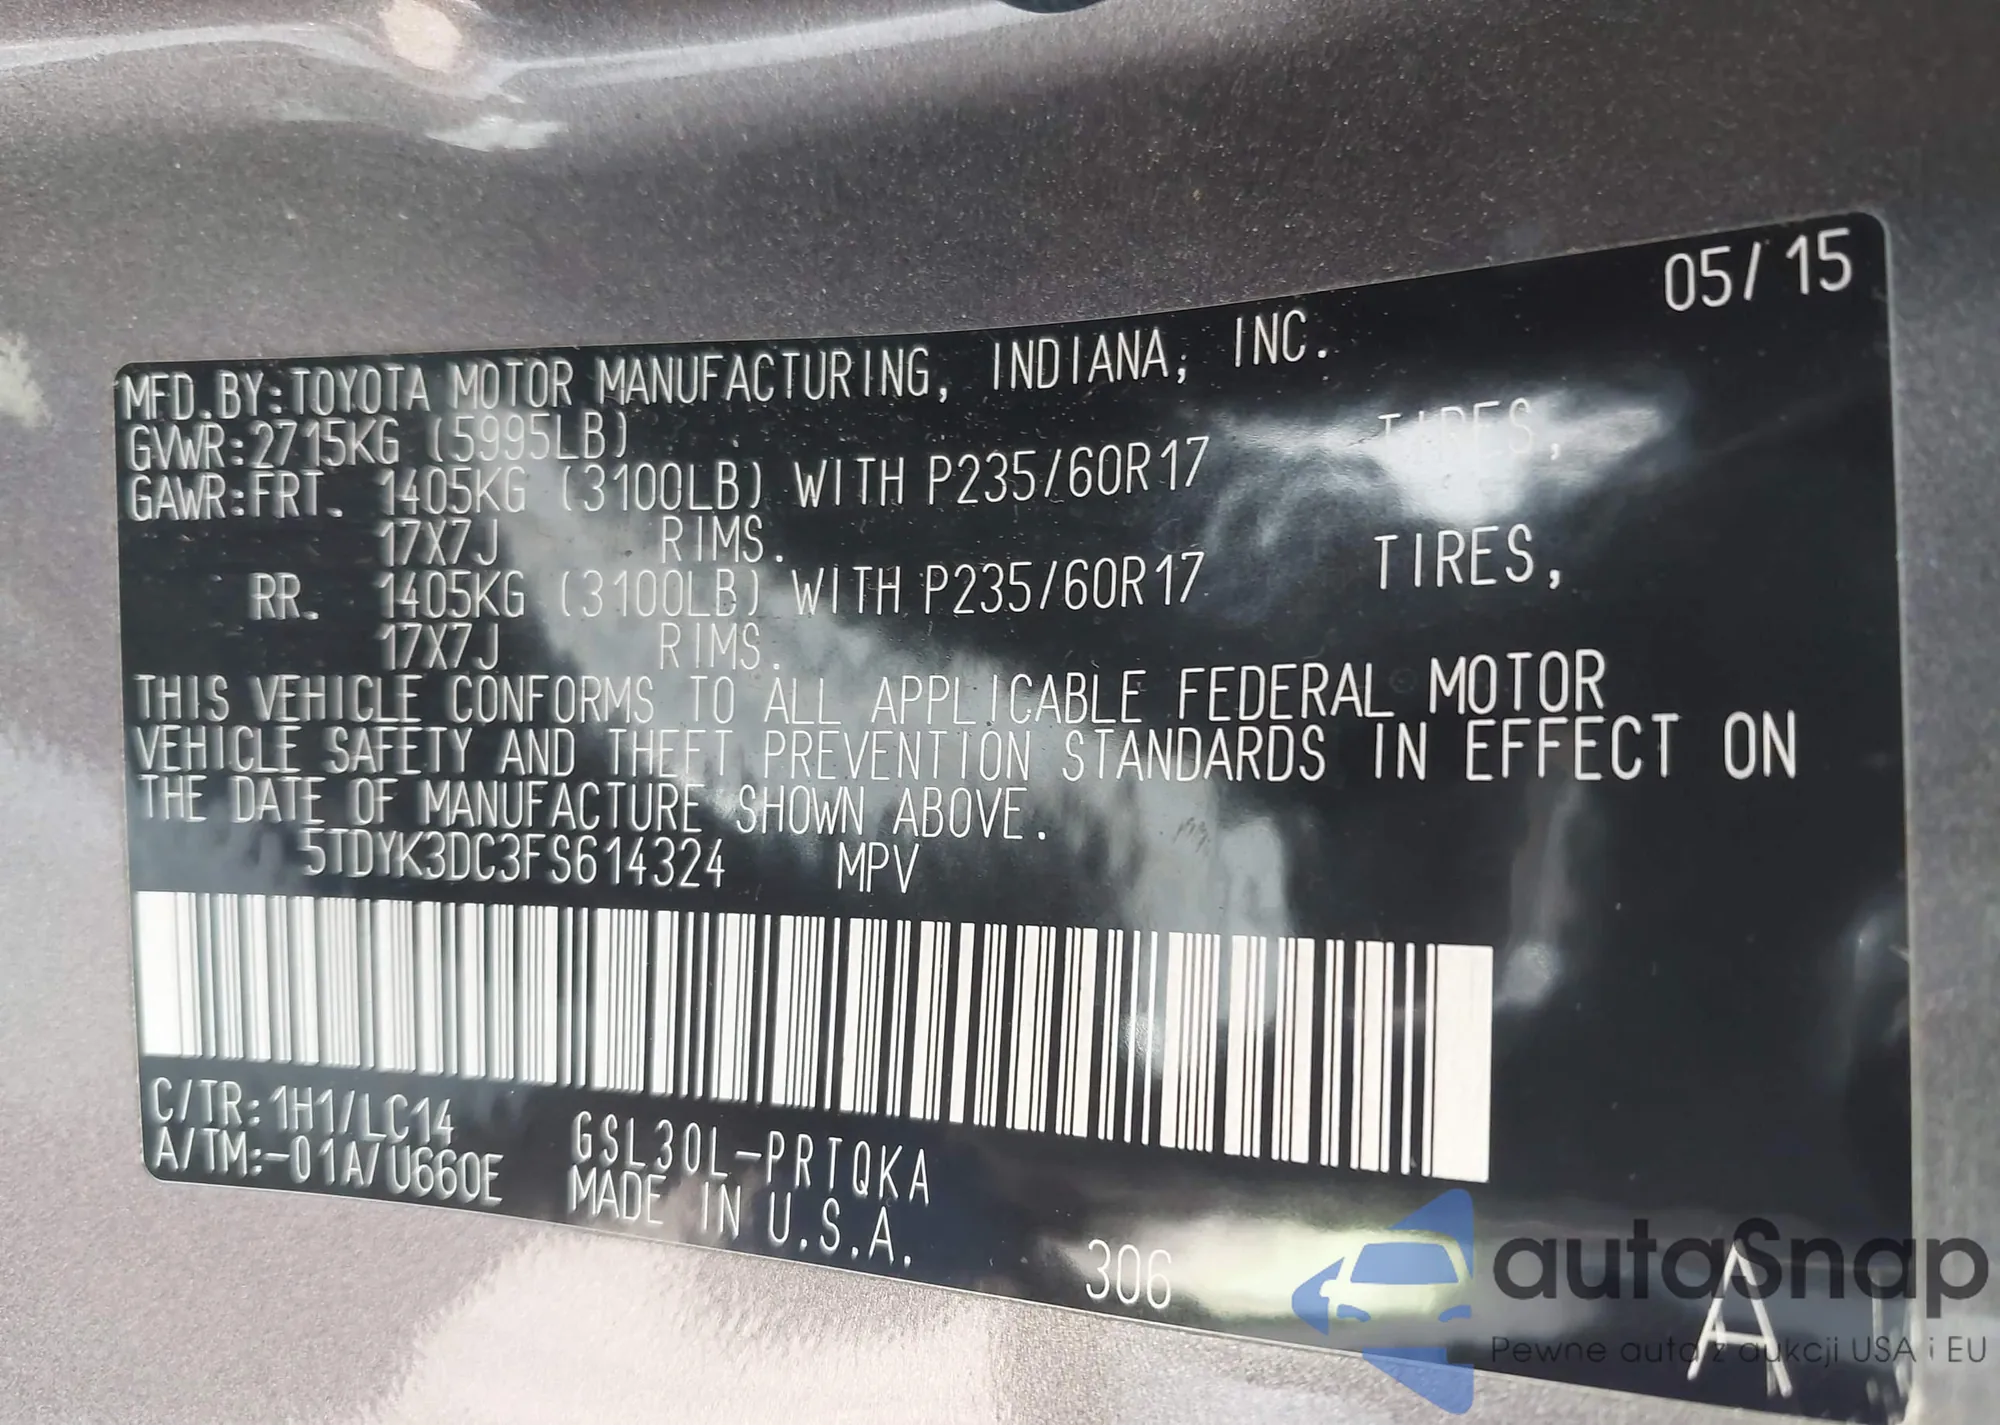 05/15
MFD.BY:TOYOTA MOTOR MANUFACTURING, INDIANA, INC.
GVWR:2715KG (5995LB)
GAWR:FRT. 1405KG (3100LB) WITH P235/60R17 TIRES,
17X7J RIMS.
RR. 1405KG (3100LB) WITH P235/60R17 TIRES,
17X7J RIMS.
THIS VEHICLE CONFORMS TO ALL APPLICABLE FEDERAL MOTOR
VEHICLE SAFETY AND THEFT PREVENTION STANDARDS IN EFFECT ON
THE DATE OF MANUFACTURE SHOWN ABOVE.
5TDYK3DC3FS614324 MPV
C/TR:1H1/LC14 GSL30L-PRTQKA
A/TM:-01A/U660E MADE IN U.S.A.
306 A
autoSnap
Pewne auta z aukcji USA i EU